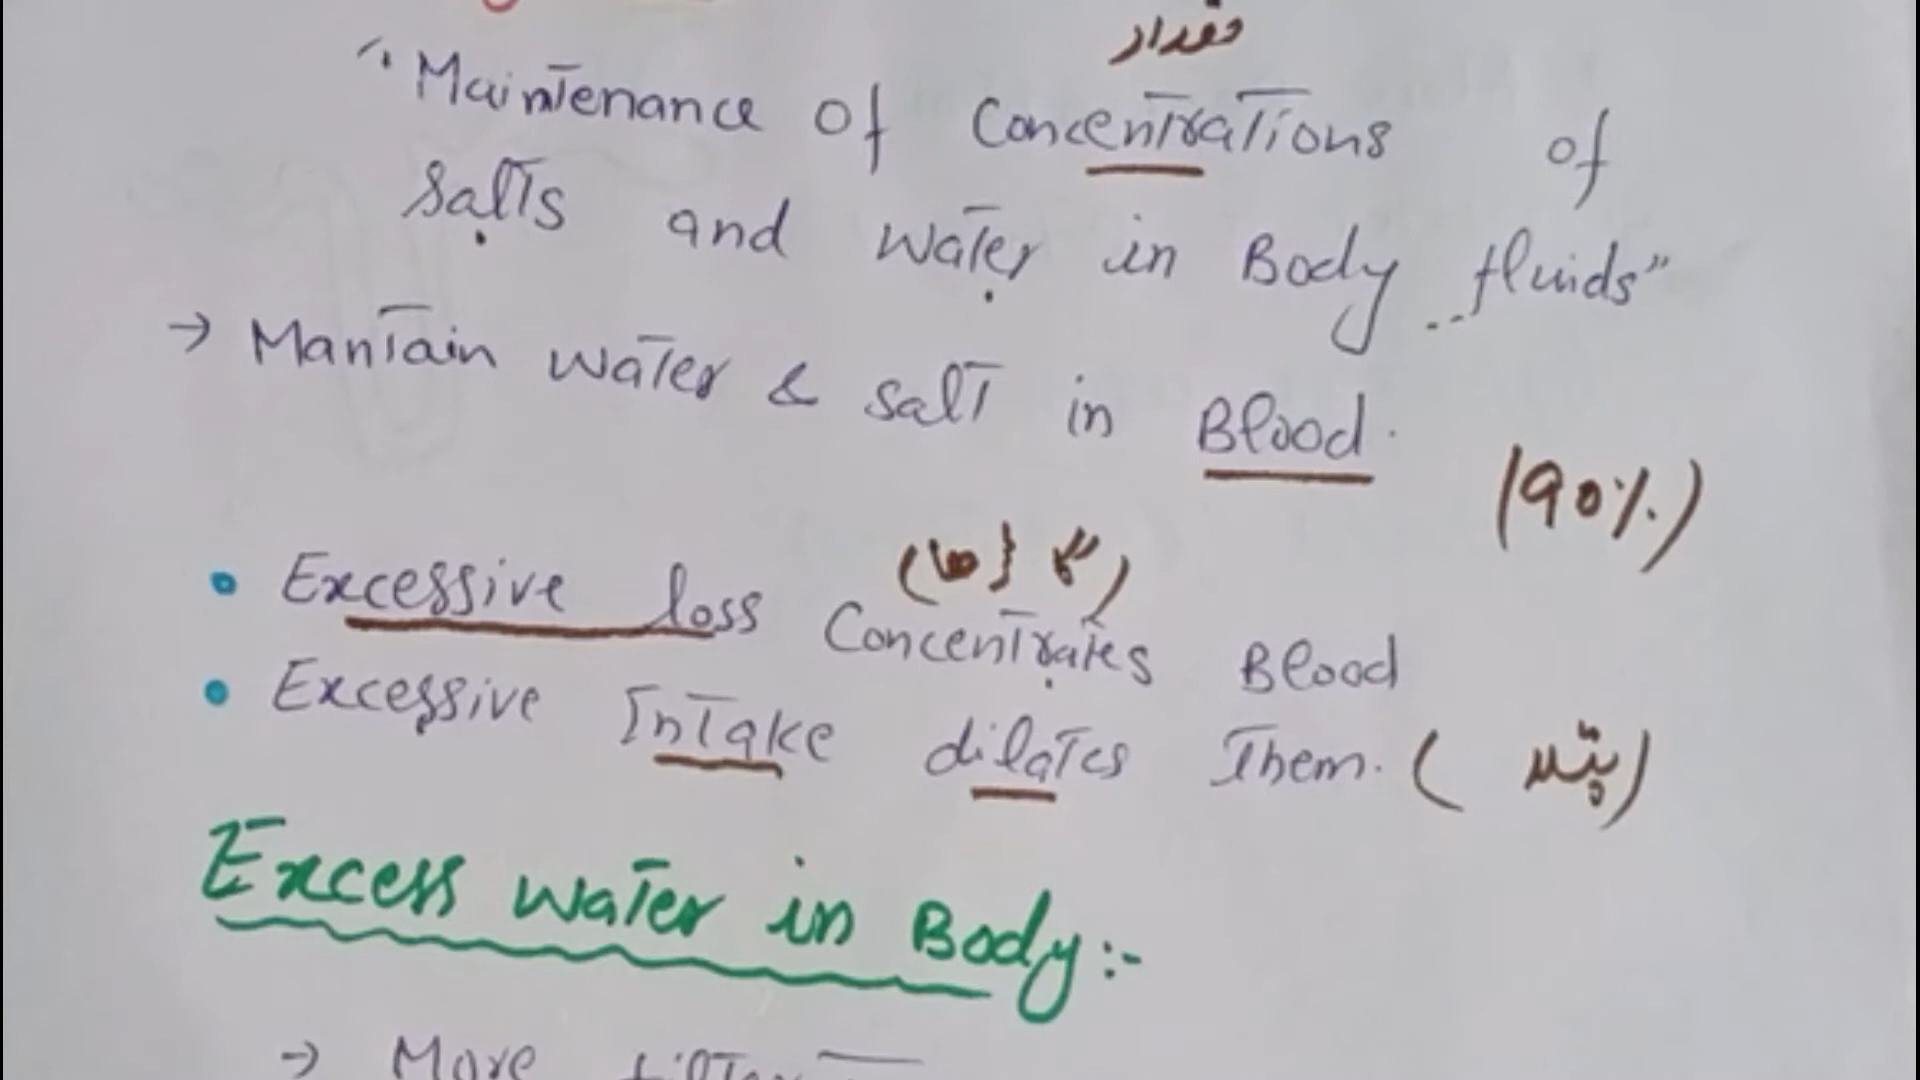 مقدار
"Maintenance of Concentrations of
Salts and Water in Body fluids"
→ Mantain water & salt in Blood.
(90%)
• Excessive loss Concentrates Blood
• Excessive Intake dilates Them. (پتلا)
Excess water in Body:-
→ More